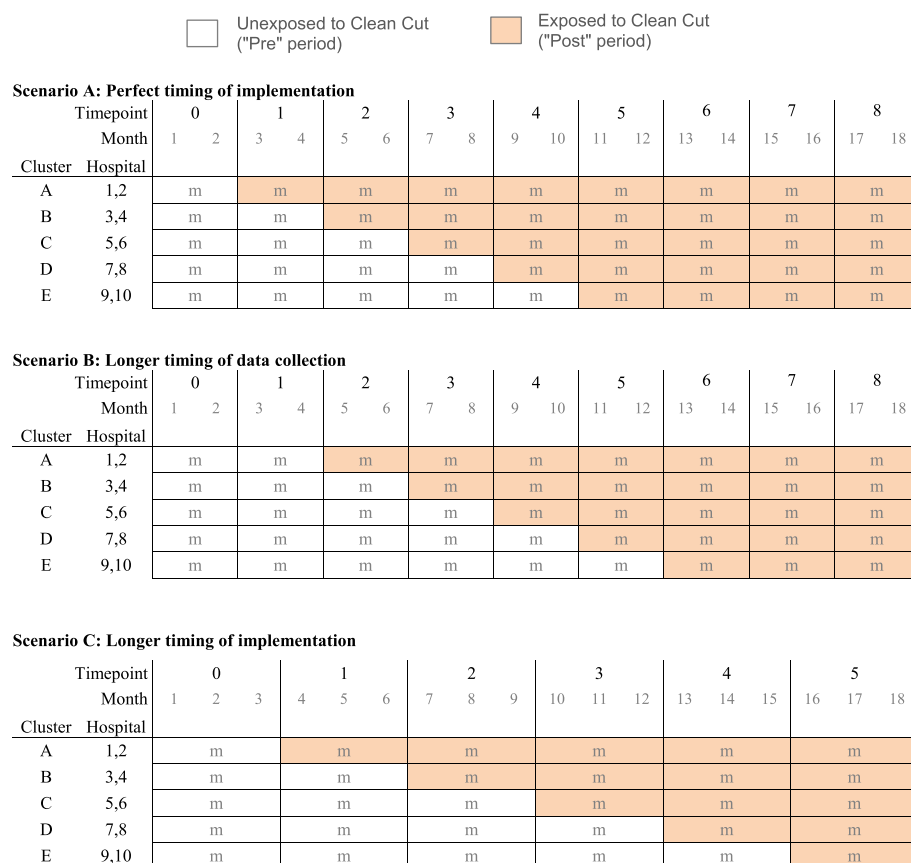 Unexposed to Clean Cut
("Pre" period)
Exposed to Clean Cut
("Post" period)
Scenario A: Perfect timing of implementation
Timepoint 0 1 2 3 4 5 6 7 8
Month 1 2 3 4 5 6 7 8 9 10 11 12 13 14 15 16 17 18
Cluster Hospital
A 1,2 m m m m m m m m m
B 3,4 m m m m m m m m m
C 5,6 m m m m m m m m m
D 7,8 m m m m m m m m m
E 9,10 m m m m m m m m m
Scenario B: Longer timing of data collection
Timepoint 0 1 2 3 4 5 6 7 8
Month 1 2 3 4 5 6 7 8 9 10 11 12 13 14 15 16 17 18
Cluster Hospital
A 1,2 m m m m m m m m m
B 3,4 m m m m m m m m m
C 5,6 m m m m m m m m m
D 7,8 m m m m m m m m m
E 9,10 m m m m m m m m m
Scenario C: Longer timing of implementation
Timepoint 0 1 2 3 4 5
Month 1 2 3 4 5 6 7 8 9 10 11 12 13 14 15 16 17 18
Cluster Hospital
A 1,2 m m m m m m
B 3,4 m m m m m m
C 5,6 m m m m m m
D 7,8 m m m m m m
E 9,10 m m m m m m